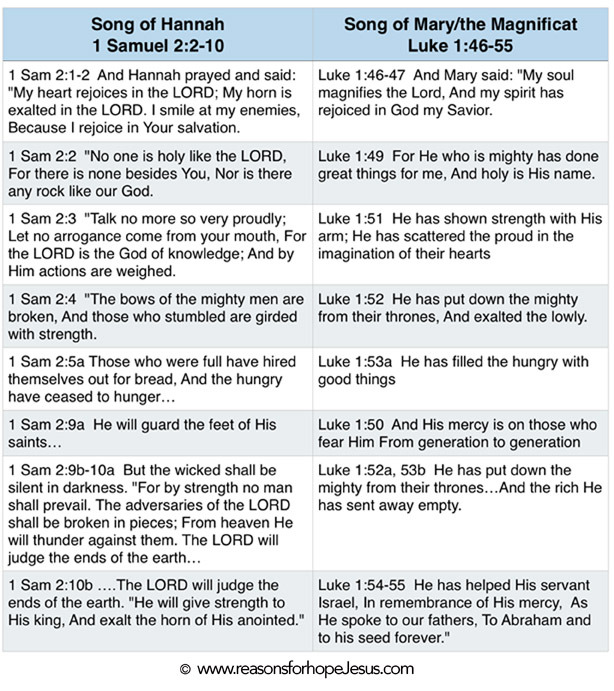 Song of Hannah
1 Samuel 2:2-10
Song of Mary/the Magnificat
Luke 1:46-55
1 Sam 2:1-2  And Hannah prayed and said:
"My heart rejoices in the LORD; My horn is
exalted in the LORD. I smile at my enemies,
Because I rejoice in Your salvation.
Luke 1:46-47  And Mary said: "My soul
magnifies the Lord, And my spirit has
rejoiced in God my Savior.
1 Sam 2:2  "No one is holy like the LORD,
For there is none besides You, Nor is there
any rock like our God.
Luke 1:49  For He who is mighty has done
great things for me, And holy is His name.
1 Sam 2:3  "Talk no more so very proudly;
Let no arrogance come from your mouth, For
the LORD is the God of knowledge; And by
Him actions are weighed.
Luke 1:51  He has shown strength with His
arm; He has scattered the proud in the
imagination of their hearts
1 Sam 2:4  "The bows of the mighty men are
broken, And those who stumbled are girded
with strength.
Luke 1:52  He has put down the mighty
from their thrones, And exalted the lowly.
1 Sam 2:5a Those who were full have hired
themselves out for bread, And the hungry
have ceased to hunger…
Luke 1:53a  He has filled the hungry with
good things
1 Sam 2:9a  He will guard the feet of His
saints…
Luke 1:50  And His mercy is on those who
fear Him From generation to generation
1 Sam 2:9b-10a  But the wicked shall be
silent in darkness. "For by strength no man
shall prevail. The adversaries of the LORD
shall be broken in pieces; From heaven He
will thunder against them. The LORD will
judge the ends of the earth…
Luke 1:52a, 53b  He has put down the
mighty from their thrones…And the rich He
has sent away empty.
1 Sam 2:10b ….The LORD will judge the
ends of the earth. "He will give strength to
His king, And exalt the horn of His anointed."
Luke 1:54-55  He has helped His servant
Israel, In remembrance of His mercy,  As
He spoke to our fathers, To Abraham and
to his seed forever."
© www.reasonsforhopeJesus.com